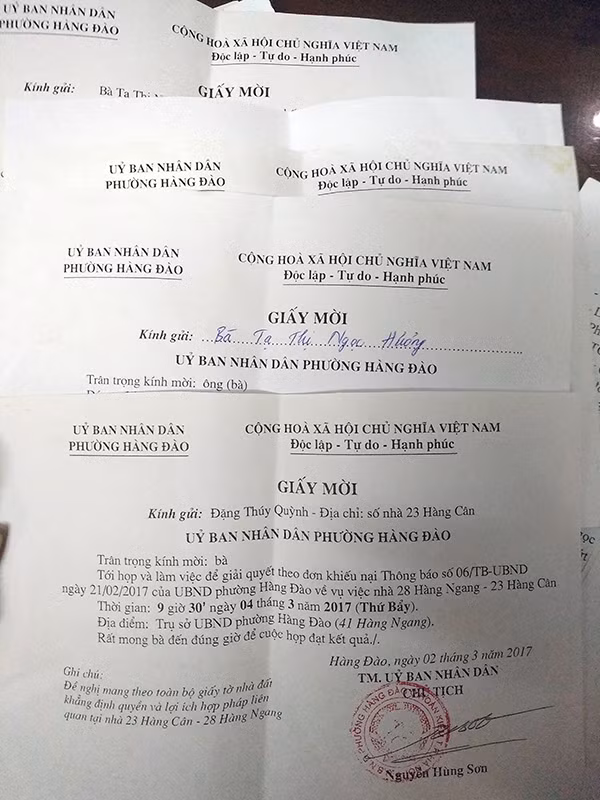 UỶ BAN NHÂN DÂN
PHƯỜNG HÀNG ĐÀO
CỘNG HOÀ XÃ HỘI CHỦ NGHĨA VIỆT NAM
Độc lập - Tự do - Hạnh phúc
GIẤY MỜI
Kính gửi: Bà Tạ Thị
UỶ BAN NHÂN DÂN
PHƯỜNG HÀNG ĐÀO
CỘNG HOÀ XÃ HỘI CHỦ NGHĨA VIỆT NAM
Độc lập - Tự do - Hạnh phúc
UỶ BAN NHÂN DÂN
PHƯỜNG HÀNG ĐÀO
CỘNG HOÀ XÃ HỘI CHỦ NGHĨA VIỆT NAM
Độc lập - Tự do - Hạnh phúc
GIẤY MỜI
Kính gửi: Bà Tạ Thị Ngọc Hưởng
UỶ BAN NHÂN DÂN PHƯỜNG HÀNG ĐÀO
Trân trọng kính mời: ông (bà)
UỶ BAN NHÂN DÂN
PHƯỜNG HÀNG ĐÀO
CỘNG HOÀ XÃ HỘI CHỦ NGHĨA VIỆT NAM
Độc lập - Tự do - Hạnh phúc
GIẤY MỜI
Kính gửi: Đặng Thúy Quỳnh - Địa chỉ: số nhà 23 Hàng Cân
UỶ BAN NHÂN DÂN PHƯỜNG HÀNG ĐÀO
Trân trọng kính mời: bà
Tới họp và làm việc để giải quyết theo đơn khiếu nại Thông báo số 06/TB-UBND
ngày 21/02/2017 của UBND phường Hàng Đào về vụ việc nhà 28 Hàng Ngang - 23 Hàng Cân
Thời gian: 9 giờ 30' ngày 04 tháng 3 năm 2017 (Thứ Bẩy).
Địa điểm: Trụ sở UBND phường Hàng Đào (41 Hàng Ngang).
Rất mong bà đến đúng giờ để cuộc họp đạt kết quả./.
Hàng Đào, ngày 02 tháng 3 năm 2017
TM. UỶ BAN NHÂN DÂN
CHỦ TỊCH
Ghi chú:
Đề nghị mang theo toàn bộ giấy tờ nhà đất
khẳng định quyền và lợi ích hợp pháp liên
quan tại nhà 23 Hàng Cân - 28 Hàng Ngang
Nguyễn Hùng Sơn